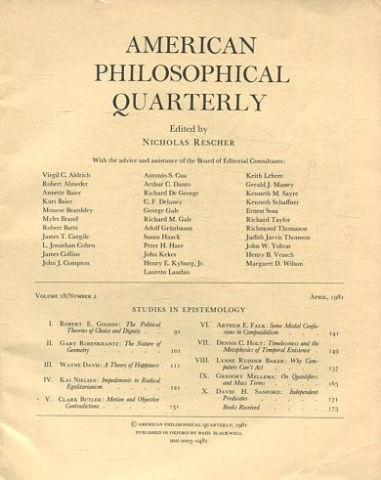 AMERICAN
PHILOSOPHICAL
QUARTERLY
Edited by
NICHOLAS RESCHER
With the advice and assistance of the Board of Editorial Consultants:
Virgil C. Aldrich
Robert Almeder
Annette Baier
Kurt Baier
Monroe Beardsley
Myles Brand
Robert Butts
James T. Cargile
L. Jonathan Cohen
James Collins
John J. Compton
Antonio S. Cua
Arthur C. Danto
Richard De George
C. F. Delaney
George Gale
Richard M. Gale
Adolf Grünbaum
Susan Haack
Peter H. Hare
John Kekes
Henry E. Kyburg, Jr.
Laurens Laudan
Keith Lehrer
Gerald J. Massey
Kenneth M. Sayre
Kenneth Schaffner
Ernest Sosa
Richard Taylor
Richmond Thomason
Judith Jarvis Thomson
John W. Yolton
Henry B. Veatch
Margaret D. Wilson
VOLUME 18/NUMBER 2
APRIL, 1981
STUDIES IN EPISTEMOLOGY
I. ROBERT E. GOODIN: The Political
Theories of Choice and Dignity . . 91
II. GARY ROSENKRANTZ: The Nature of
Geometry . . . . 101
III. WAYNE DAVIS: A Theory of Happiness 111
IV. KAI NIELSEN: Impediments to Radical
Egalitarianism . . . . 121
V. CLARK BUTLER: Motion and Objective
Contradictions . . . . 131
VI. ARTHUR E. FALK: Some Modal Confu-
sions in Compatibilism . . . 141
VII. DENNIS C. HOLT: Timelessness and the
Metaphysics of Temporal Existence . 149
VIII. LYNNE RUDDER BAKER: Why Com-
puters Can't Act . . . . 157
IX. GREGORY MELLEMA: On Quantifiers
and Mass Terms . . . . 165
X. DAVID H. SANFORD: Independent
Predicates . . . . 171
Books Received . . . . 175
© AMERICAN PHILOSOPHICAL QUARTERLY, 1981
PUBLISHED IN OXFORD BY BASIL BLACKWELL
ISSN 0003-0481